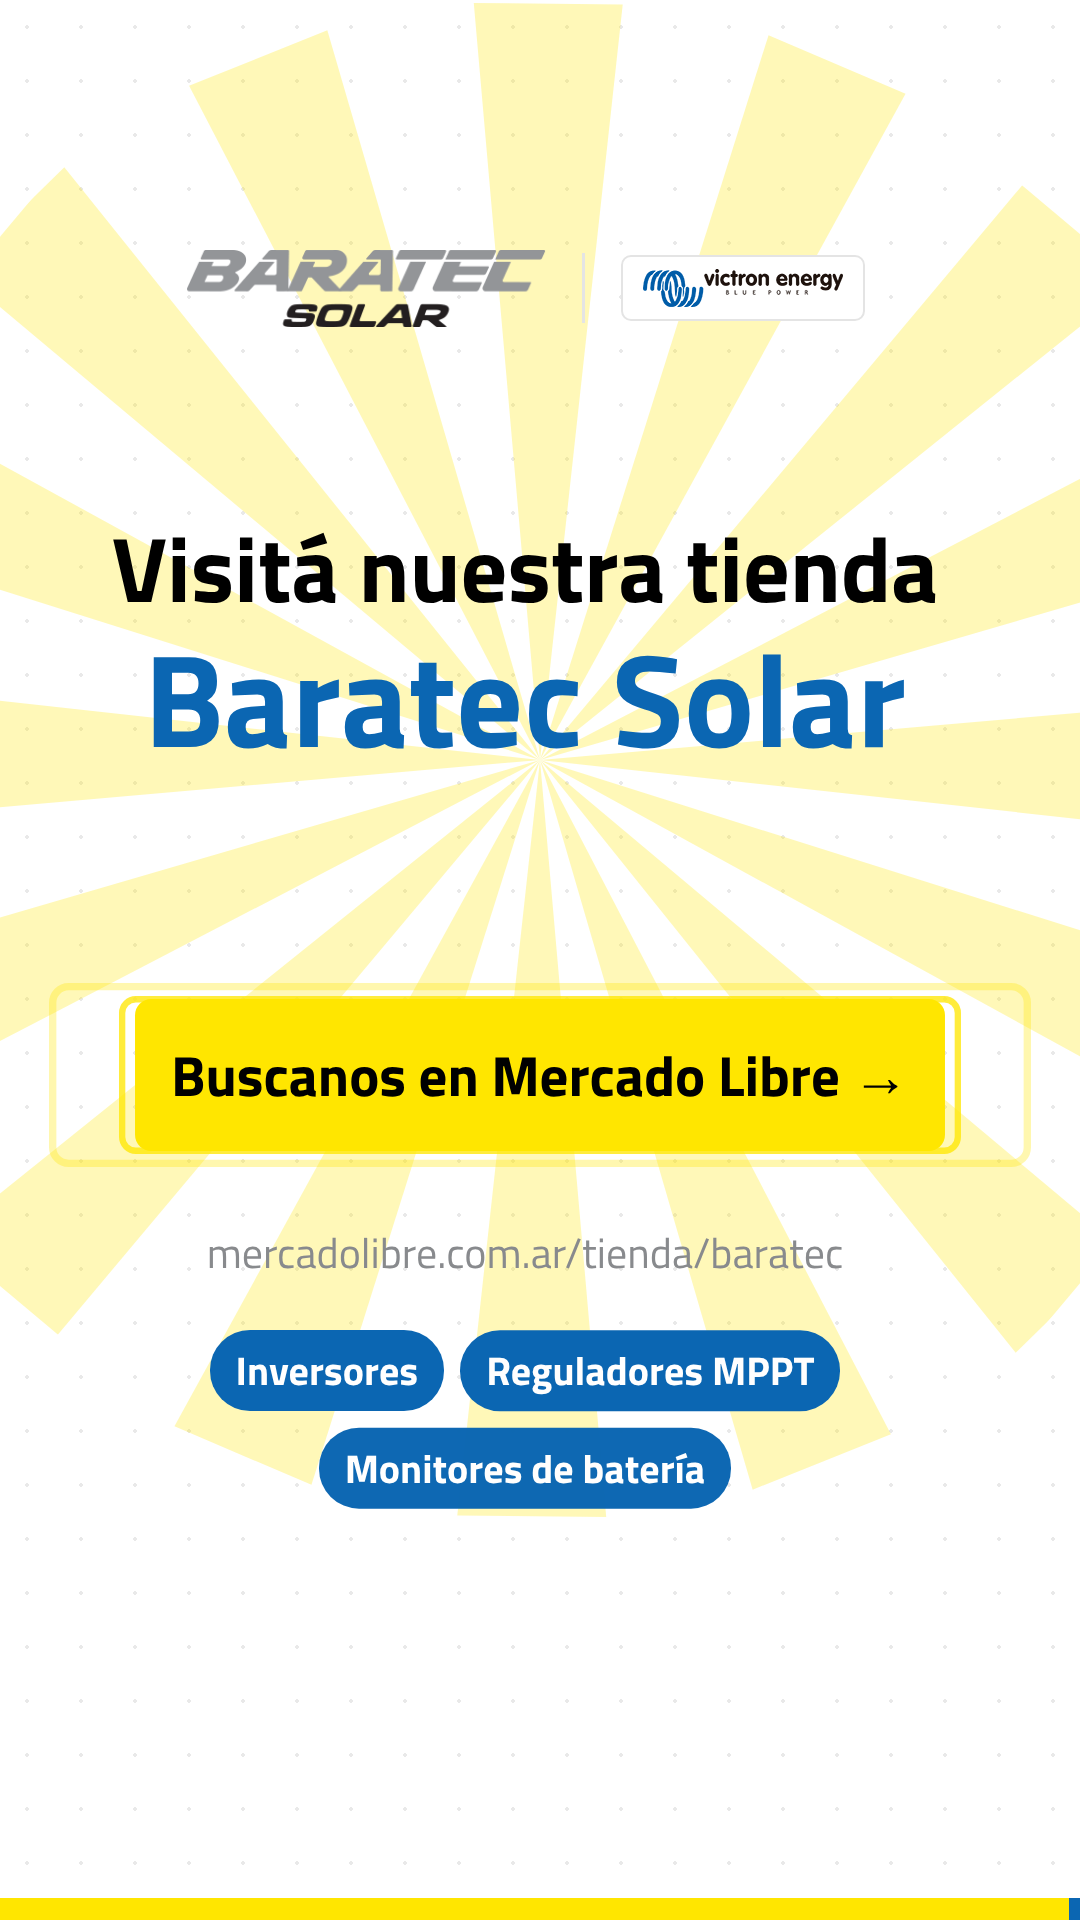 BARATEC
SOLAR
victron energy
BLUE POWER
Visitá nuestra tienda
Baratec Solar
Buscanos en Mercado Libre →
mercadolibre.com.ar/tienda/baratec
Inversores
Reguladores MPPT
Monitores de batería